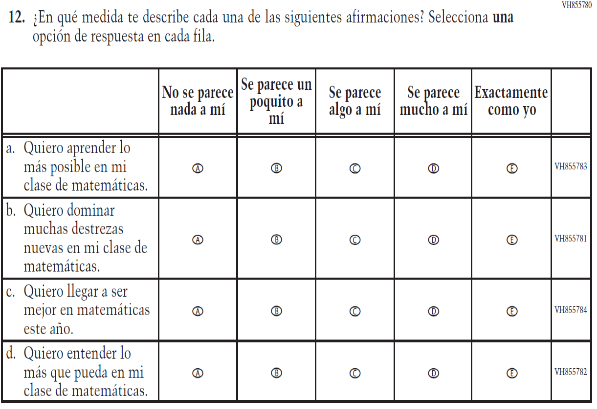 VH855780
12. ¿En qué medida te describe cada una de las siguientes afirmaciones? Selecciona una
opción de respuesta en cada fila.
No se parece
nada a mí
Se parece un
poquito a
mí
Se parece
algo a mí
Se parece
mucho a mí
Exactamente
como yo
a. Quiero aprender lo
más posible en mi
clase de matemáticas.
A B C D E VH855783
b. Quiero dominar
muchas destrezas
nuevas en mi clase de
matemáticas.
A B C D E VH855781
c. Quiero llegar a ser
mejor en matemáticas
este año.
A B C D E VH855784
d. Quiero entender lo
más que pueda en mi
clase de matemáticas.
A B C D E VH855782